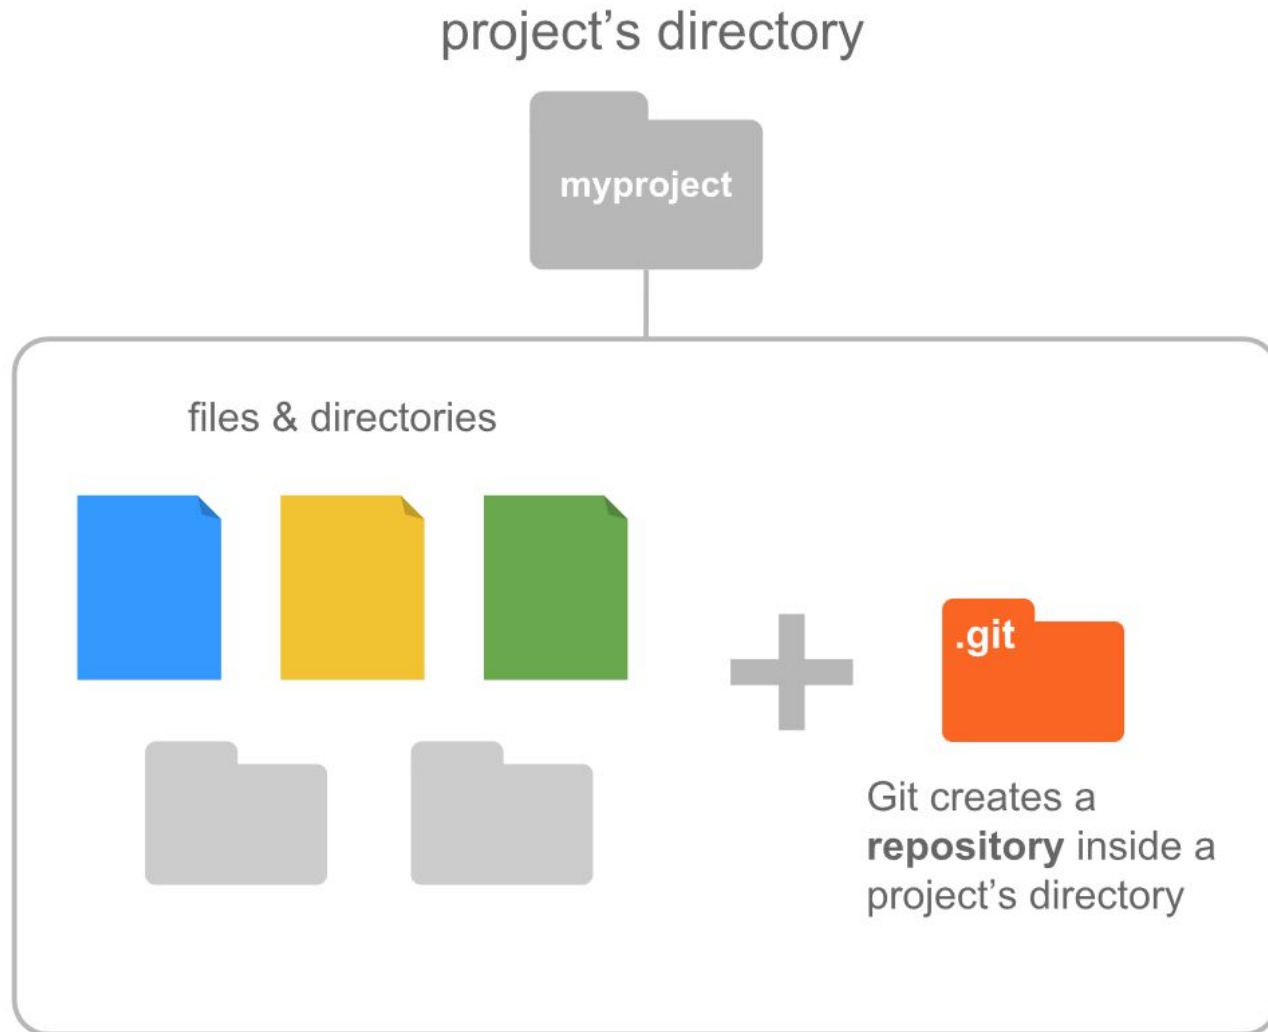 project’s directory
myproject
files & directories
.git
Git creates a
repository inside a
project’s directory